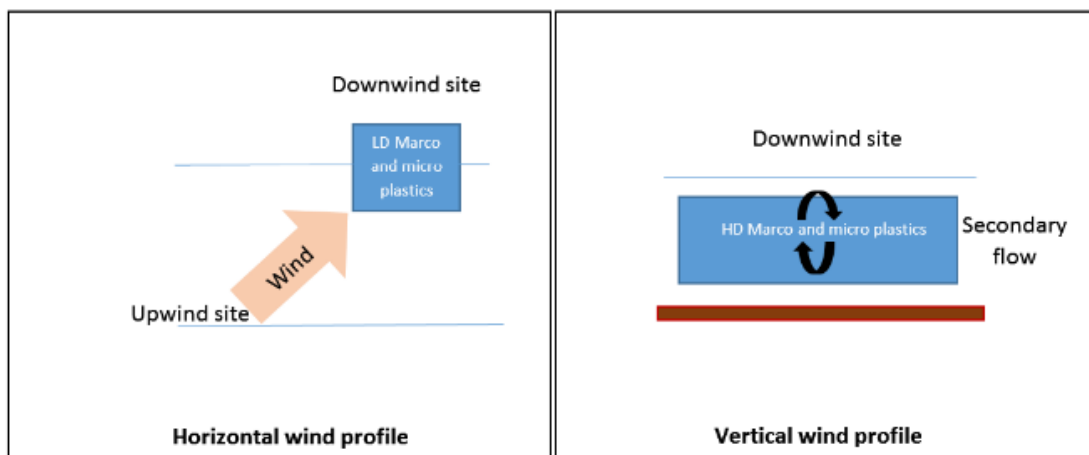 Downwind site
LD Marco
and micro
plastics
Wind
Upwind site
Horizontal wind profile
Downwind site
HD Marco and micro plastics
Secondary
flow
Vertical wind profile